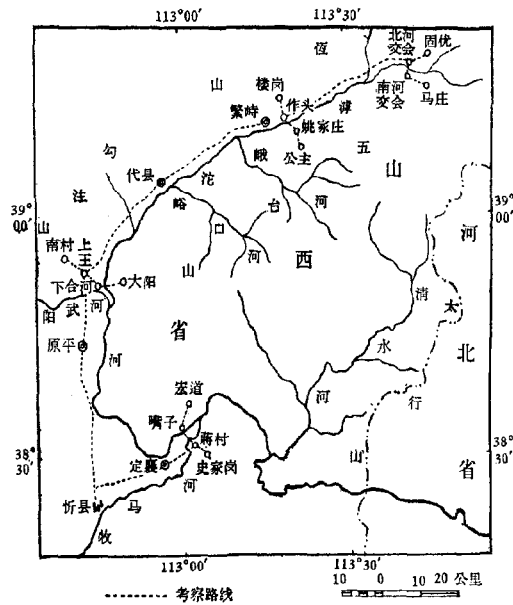 113°00′
113°30′
北河交会
固优
恆
山
楼岗
南河交会
马庄
繁峙
作头
滹
姚家庄
五
勾
峨
公主
山
代县
沱
河
注
峪
台
39°00′
口
河
39°00′
山
南村
上王
山
河
西
清
下合河
大阳
太
阳武河
水
北
原平
省
河
宏道
河
行
嘴子
蒋村
山
38°30′
38°30′
定襄
史家岗
省
河
忻县
马
牧
113°00′
113°30′
考察路线
10 0 10 20 公里